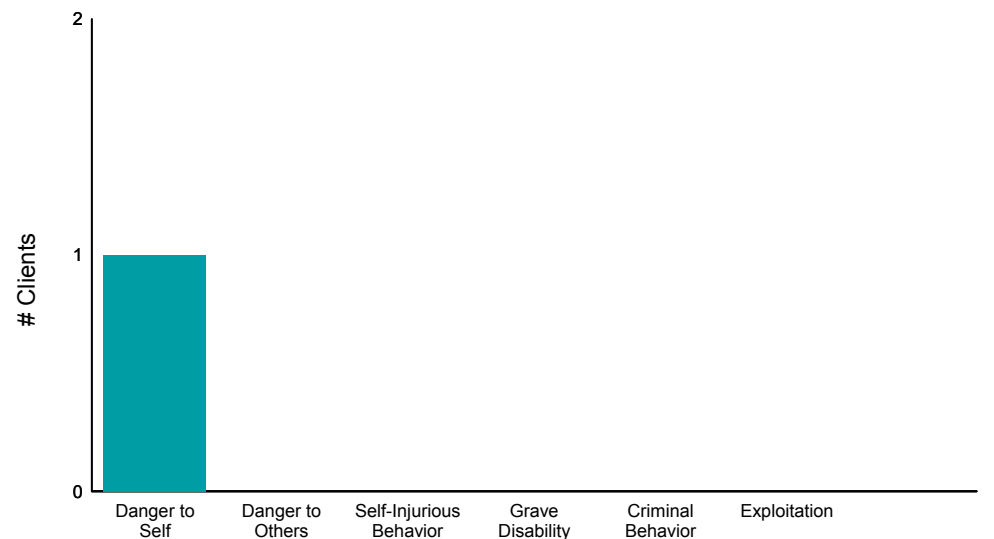 2
1
0
# Clients
Danger to
Self
Danger to
Others
Self-Injurious
Behavior
Grave
Disability
Criminal
Behavior
Exploitation